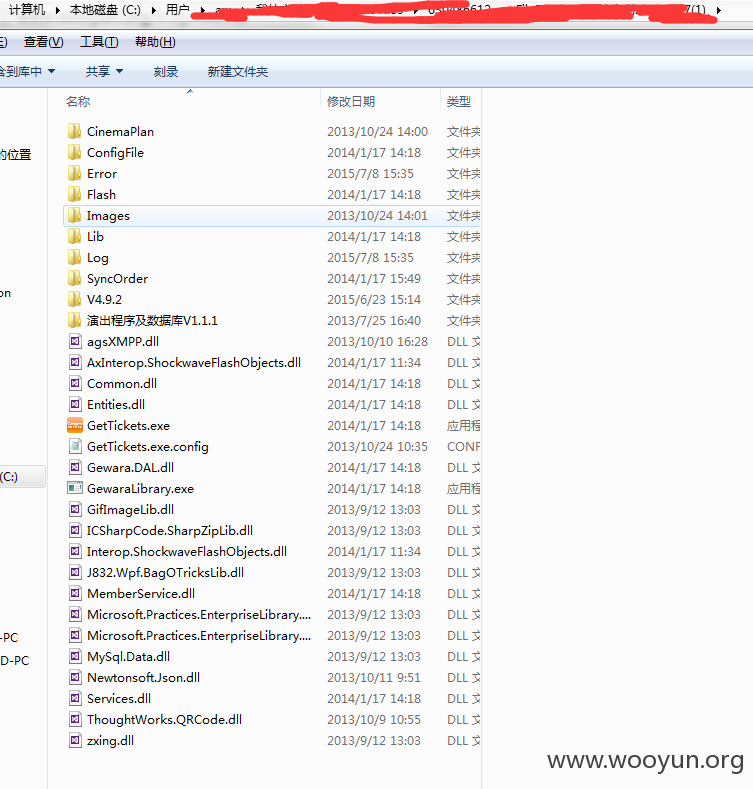 计算机 本地磁盘 (C:) 用户 (1)
E) 查看(V) 工具(T) 帮助(H)
含到库中 共享 刻录 新建文件夹
名称 修改日期 类型
CinemaPlan 2013/10/24 14:00 文件夹
的位置 ConfigFile 2014/1/17 14:18 文件夹
Error 2015/7/8 15:35 文件夹
Flash 2014/1/17 14:18 文件夹
Images 2013/10/24 14:01 文件夹
Lib 2014/1/17 14:18 文件夹
Log 2015/7/8 15:35 文件夹
SyncOrder 2014/1/17 15:49 文件夹
on V4.9.2 2015/6/23 15:14 文件夹
演出程序及数据库V1.1.1 2013/7/25 16:40 文件夹
agsXMPP.dll 2013/10/10 16:28 DLL 文
AxInterop.ShockwaveFlashObjects.dll 2014/1/17 11:34 DLL 文
Common.dll 2014/1/17 14:18 DLL 文
Entities.dll 2014/1/17 14:18 DLL 文
GetTickets.exe 2014/1/17 14:18 应用程
GetTickets.exe.config 2013/10/24 10:35 CONF
(C:) Gewara.DAL.dll 2014/1/17 14:18 DLL 文
GewaraLibrary.exe 2014/1/17 14:18 应用程
GifImageLib.dll 2013/9/12 13:03 DLL 文
ICSharpCode.SharpZipLib.dll 2013/9/12 13:03 DLL 文
Interop.ShockwaveFlashObjects.dll 2014/1/17 11:34 DLL 文
J832.Wpf.BagOTricksLib.dll 2013/9/12 13:03 DLL 文
MemberService.dll 2014/1/17 14:18 DLL 文
Microsoft.Practices.EnterpriseLibrary.... 2013/9/12 13:03 DLL 文
-PC Microsoft.Practices.EnterpriseLibrary.... 2013/9/12 13:03 DLL 文
D-PC MySql.Data.dll 2013/9/12 13:03 DLL 文
Newtonsoft.Json.dll 2013/10/11 9:51 DLL 文
Services.dll 2014/1/17 14:18 DLL 文
ThoughtWorks.QRCode.dll 2013/10/9 10:55 DLL 文
zxing.dll 2013/9/12 13:03 DLL 文
www.wooyun.org